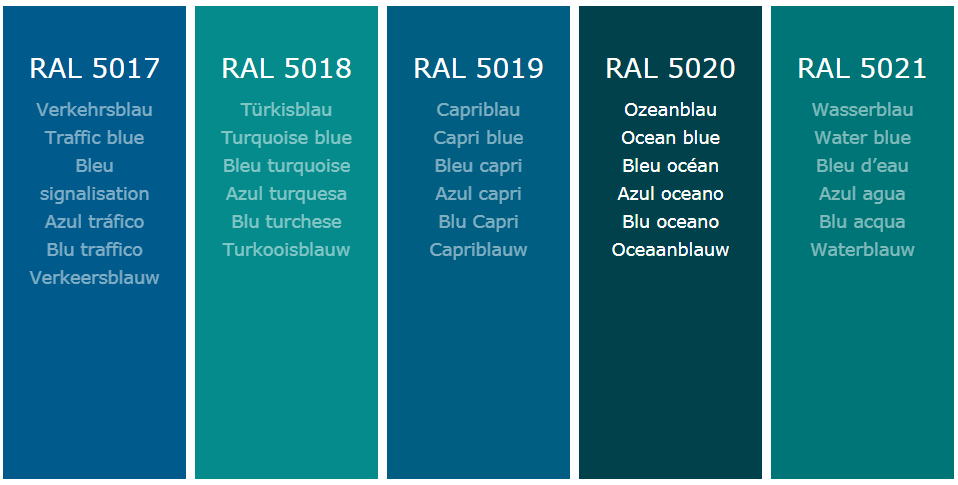 RAL 5017
Verkehrsblau
Traffic blue
Bleu
signalisation
Azul tráfico
Blu traffico
Verkeersblauw
RAL 5018
Türkisblau
Turquoise blue
Bleu turquoise
Azul turquesa
Blu turchese
Turkooisblauw
RAL 5019
Capriblau
Capri blue
Bleu capri
Azul capri
Blu Capri
Capriblauw
RAL 5020
Ozeanblau
Ocean blue
Bleu océan
Azul oceano
Blu oceano
Oceaanblauw
RAL 5021
Wasserblau
Water blue
Bleu d’eau
Azul agua
Blu acqua
Waterblauw